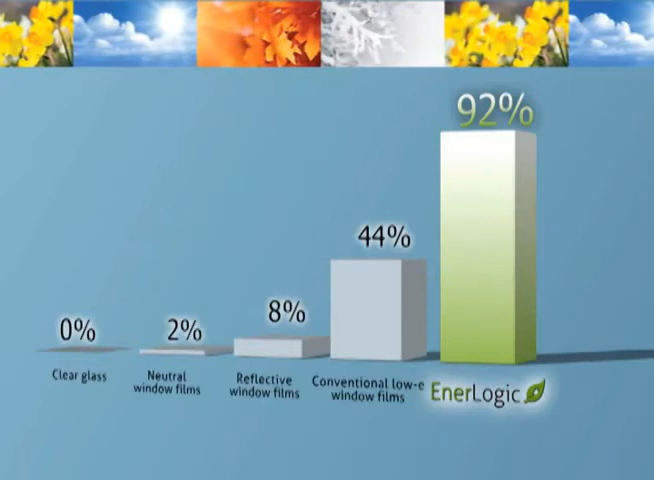 92%
44%
8%
2%
0%
Clear glass
Neutral
window films
Reflective
window films
Conventional low-e
window films
EnerLogic